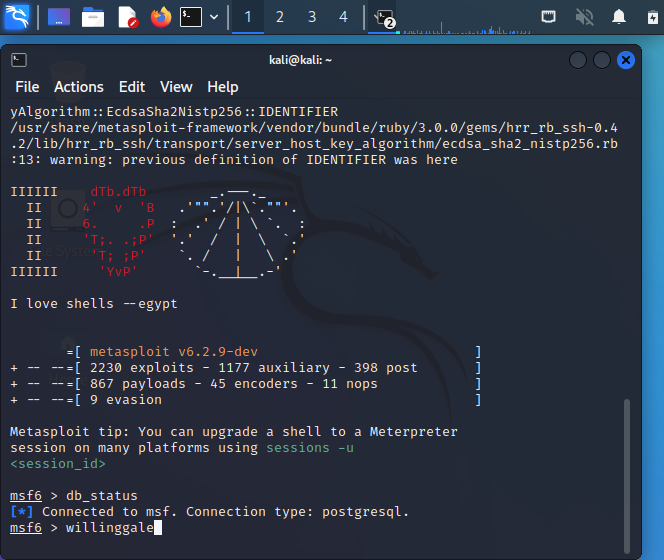 1 2 3 4
2
kali@kali: ~
File Actions Edit View Help
yAlgorithm::EcdsaSha2Nistp256::IDENTIFIER
/usr/share/metasploit-framework/vendor/bundle/ruby/3.0.0/gems/hrr_rb_ssh-0.4
.2/lib/hrr_rb_ssh/transport/server_host_key_algorithm/ecdsa_sha2_nistp256.rb
:13: warning: previous definition of IDENTIFIER was here
IIIIII    dTb.dTb        _.---._
  II     4'  v  'B   .'"".'/|\`.""'.
  II     6.     .P  :  .' / | \ `.  :
  II     'T;. .;P'  '.'  /  |  \  `.'
  II      'T; ;P'    `. /   |   \ .'
IIIIII     'YvP'       `-.__|__.-'
I love shells --egypt
       =[ metasploit v6.2.9-dev                           ]
+ -- --=[ 2230 exploits - 1177 auxiliary - 398 post       ]
+ -- --=[ 867 payloads - 45 encoders - 11 nops            ]
+ -- --=[ 9 evasion                                       ]
Metasploit tip: You can upgrade a shell to a Meterpreter
session on many platforms using sessions -u
<session_id>
msf6 > db_status
[*] Connected to msf. Connection type: postgresql.
msf6 > willinggale